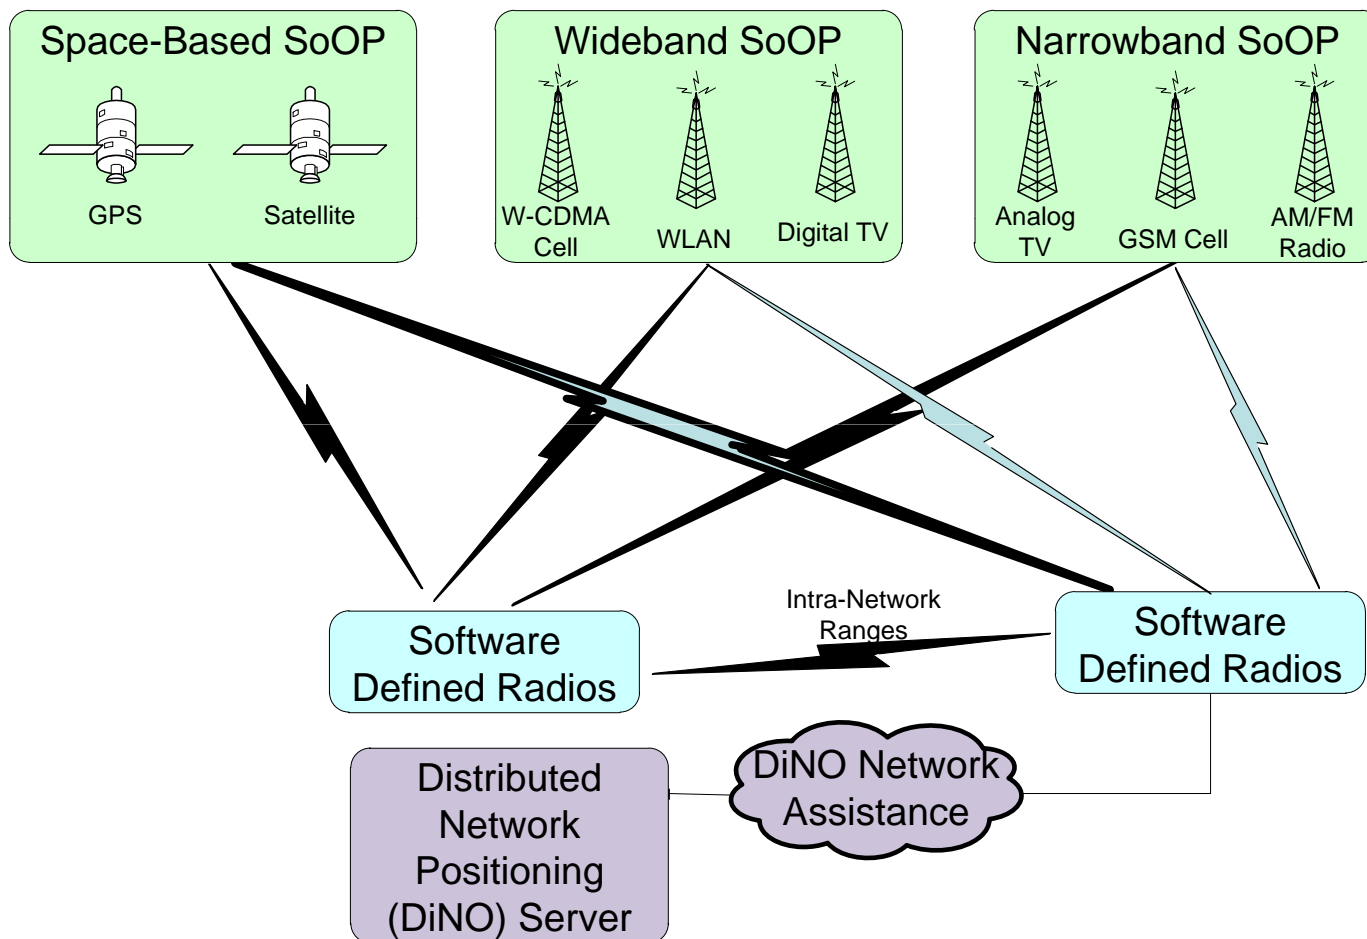 Space-Based SoOP
GPS
Satellite
Wideband SoOP
W-CDMA
Cell
WLAN
Digital TV
Narrowband SoOP
Analog
TV
GSM Cell
AM/FM
Radio
Intra-Network
Ranges
Software
Defined Radios
Software
Defined Radios
Distributed
Network
Positioning
(DiNO) Server
DiNO Network
Assistance